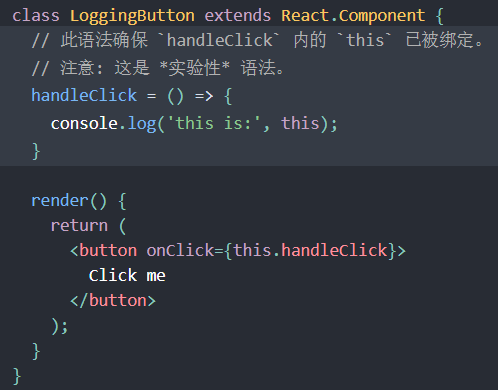 class LoggingButton extends React.Component {
  // 此语法确保 `handleClick` 内的 `this` 已被绑定。
  // 注意: 这是 *实验性* 语法。
  handleClick = () => {
    console.log('this is:', this);
  }

  render() {
    return (
      <button onClick={this.handleClick}>
        Click me
      </button>
    );
  }
}